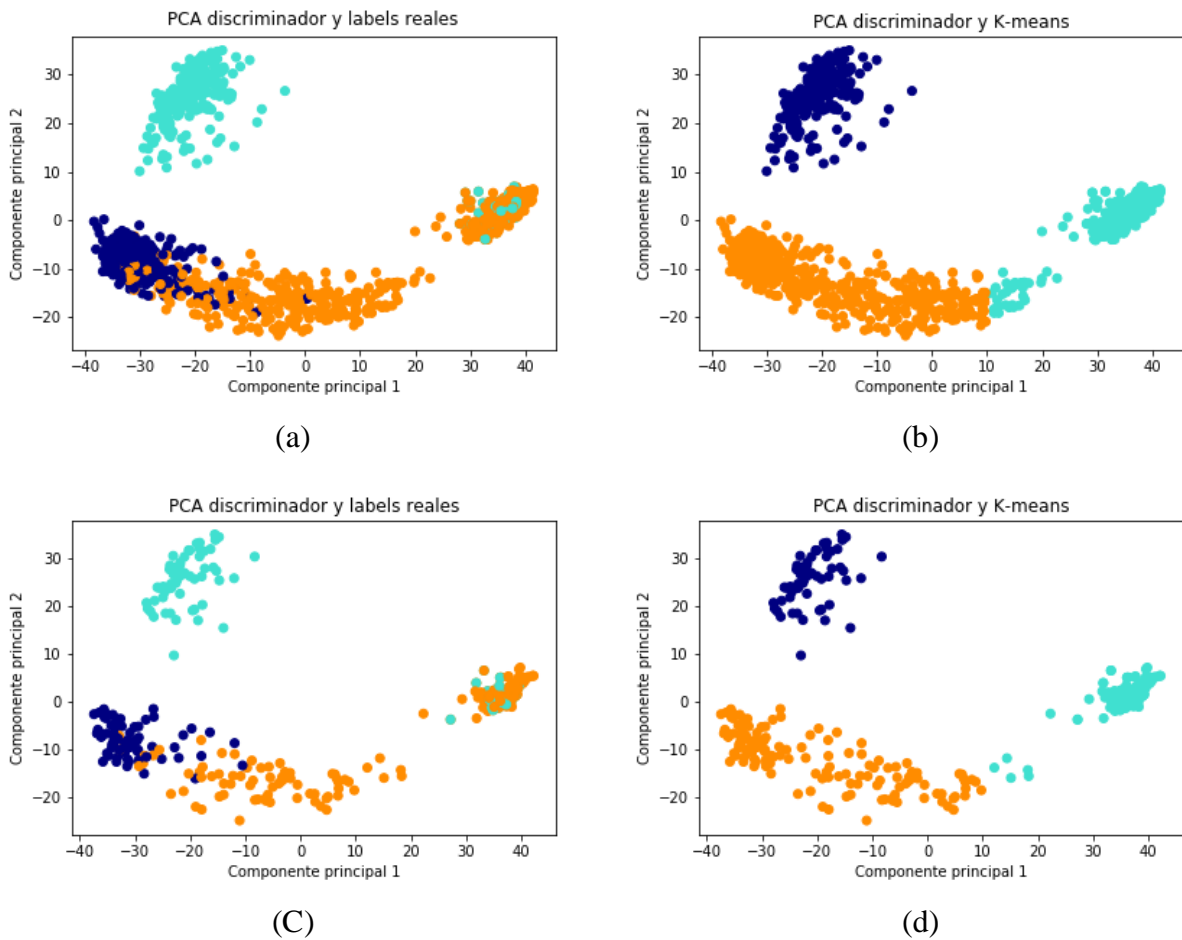 PCA discriminador y labels reales
Componente principal 2
30
20
10
0
−10
−20
−40 −30 −20 −10 0 10 20 30 40
Componente principal 1
(a)
PCA discriminador y K-means
Componente principal 2
30
20
10
0
−10
−20
−40 −30 −20 −10 0 10 20 30 40
Componente principal 1
(b)
PCA discriminador y labels reales
Componente principal 2
30
20
10
0
−10
−20
−40 −30 −20 −10 0 10 20 30 40
Componente principal 1
(C)
PCA discriminador y K-means
Componente principal 2
30
20
10
0
−10
−20
−40 −30 −20 −10 0 10 20 30 40
Componente principal 1
(d)